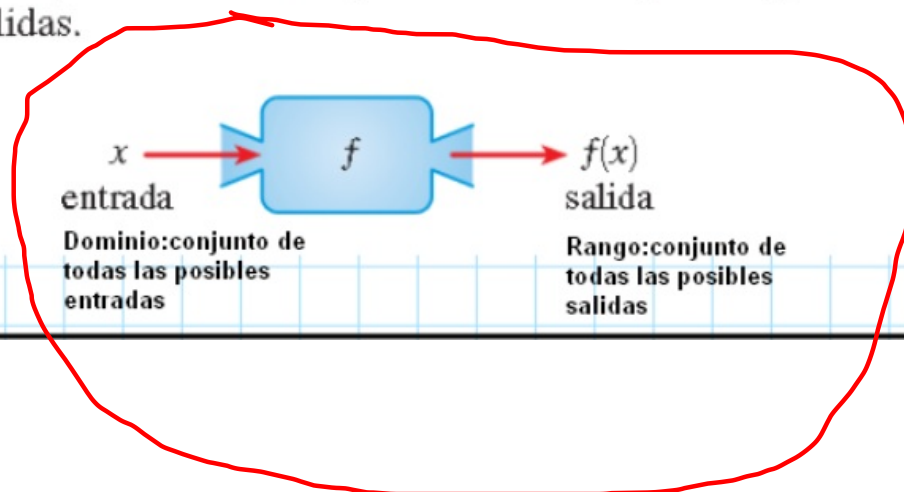 lidas.
x f f(x)
entrada salida
Dominio:conjunto de
todas las posibles
entradas
Rango:conjunto de
todas las posibles
salidas